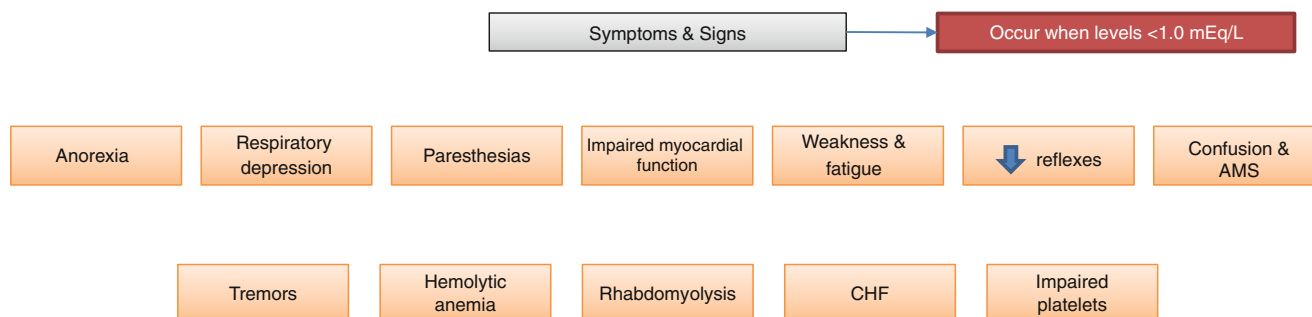 Symptoms & Signs
Occur when levels <1.0 mEq/L
Anorexia
Respiratory
depression
Paresthesias
Impaired myocardial
function
Weakness &
fatigue
reflexes
Confusion &
AMS
Tremors
Hemolytic
anemia
Rhabdomyolysis
CHF
Impaired
platelets